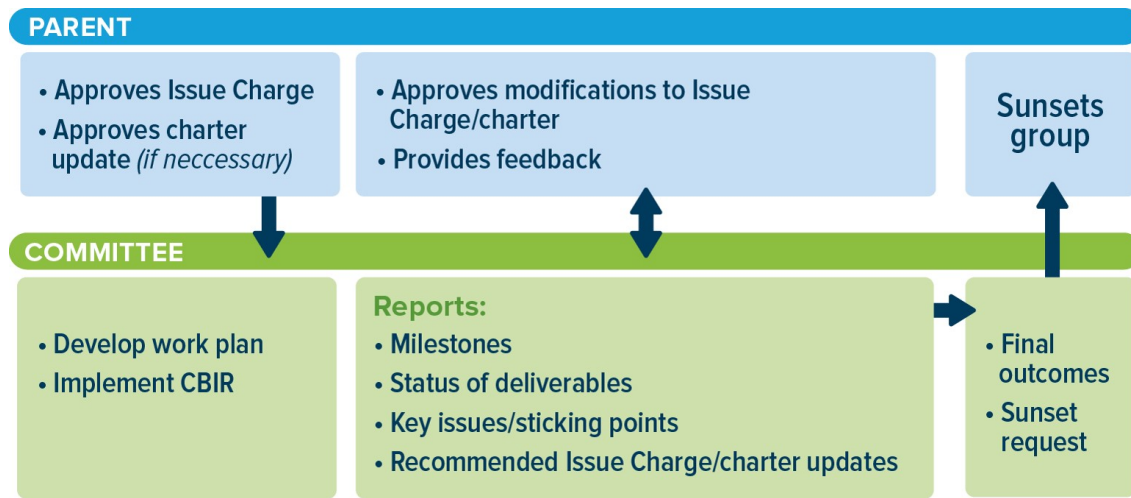 PARENT
• Approves Issue Charge
• Approves charter
update (if neccessary)
• Approves modifications to Issue
Charge/charter
• Provides feedback
Sunsets
group
COMMITTEE
• Develop work plan
• Implement CBIR
Reports:
• Milestones
• Status of deliverables
• Key issues/sticking points
• Recommended Issue Charge/charter updates
• Final
outcomes
• Sunset
request